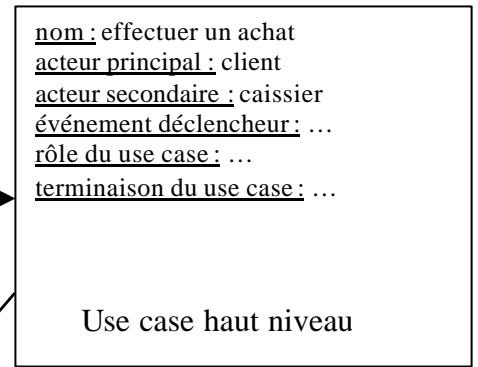 nom : effectuer un achat
acteur principal : client
acteur secondaire : caissier
événement déclencheur : …
rôle du use case : …
terminaison du use case : …
Use case haut niveau